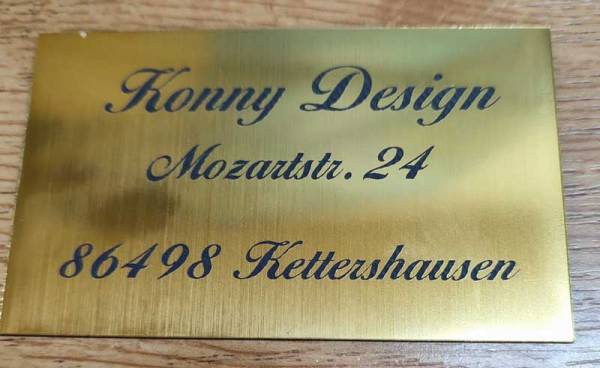 Konny Design
Mozartstr. 24
86498 Kettershausen